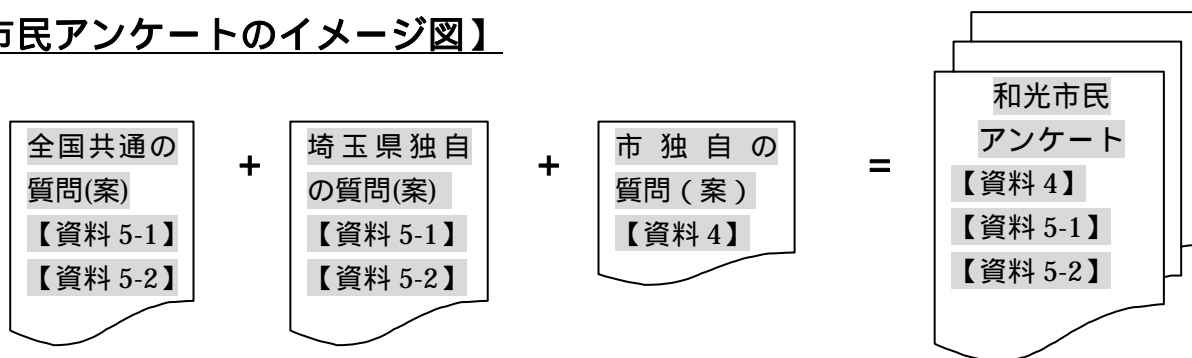 市民アンケートのイメージ図】
全国共通の
質問(案)
【資料 5-1】
【資料 5-2】
+
埼玉県独自
の質問(案)
【資料 5-1】
【資料 5-2】
+
市独自の
質問(案)
【資料 4】
=
和光市民
アンケート
【資料 4】
【資料 5-1】
【資料 5-2】